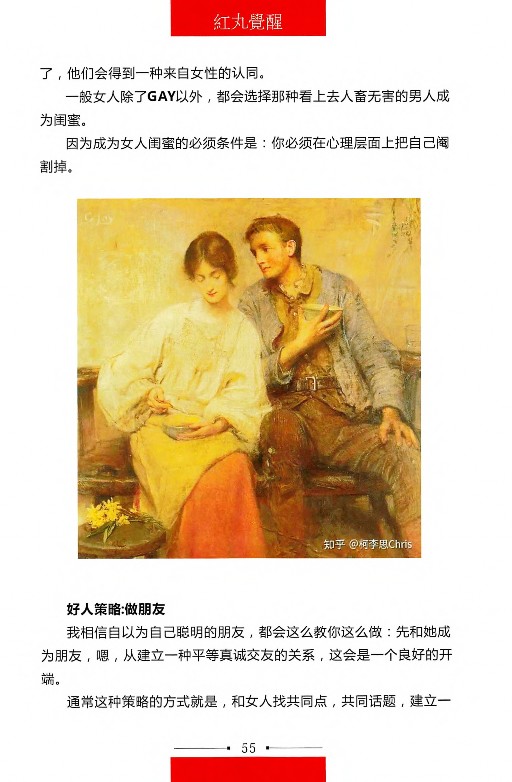 紅丸覺醒
了，他们会得到一种来自女性的认同。
一般女人除了GAY以外，都会选择那种看上去人畜无害的男人成
为闺蜜。
因为成为女人闺蜜的必须条件是：你必须在心理层面上把自己阉
割掉。
知乎 @柯李思Chris
好人策略:做朋友
我相信自以为自己聪明的朋友，都会这么教你这么做：先和她成
为朋友，嗯，从建立一种平等真诚交友的关系，这会是一个良好的开
端。
通常这种策略的方式就是，和女人找共同点，共同话题，建立一
55